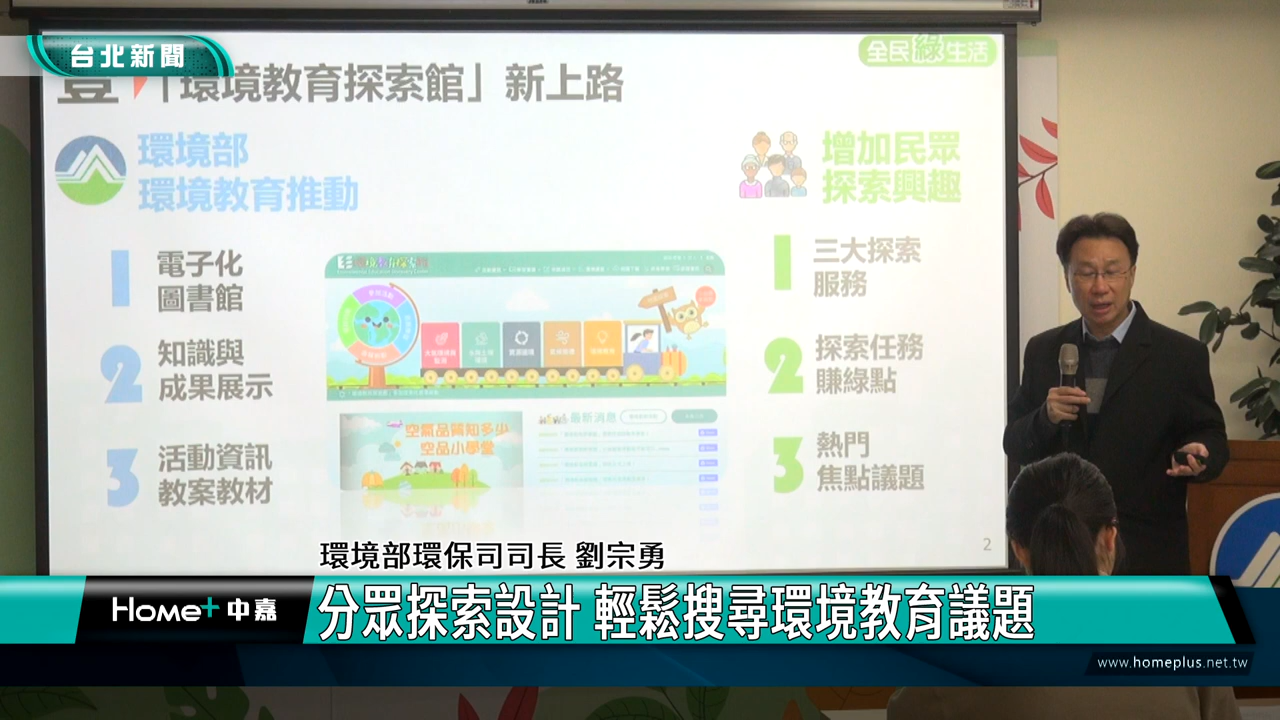 台北新聞
全民綠生活
壹 「環境教育探索館」新上路
環境部
環境教育推動
增加民眾
探索興趣
1 電子化
圖書館
2 知識與
成果展示
3 活動資訊
教案教材
空氣品質知多少
空品小學堂
最新消息
1 三大探索
服務
2 探索任務
賺綠點
3 熱門
焦點議題
2
環境部環保司司長 劉宗勇
Home+ 中嘉
分眾探索設計 輕鬆搜尋環境教育議題
www.homeplus.net.tw